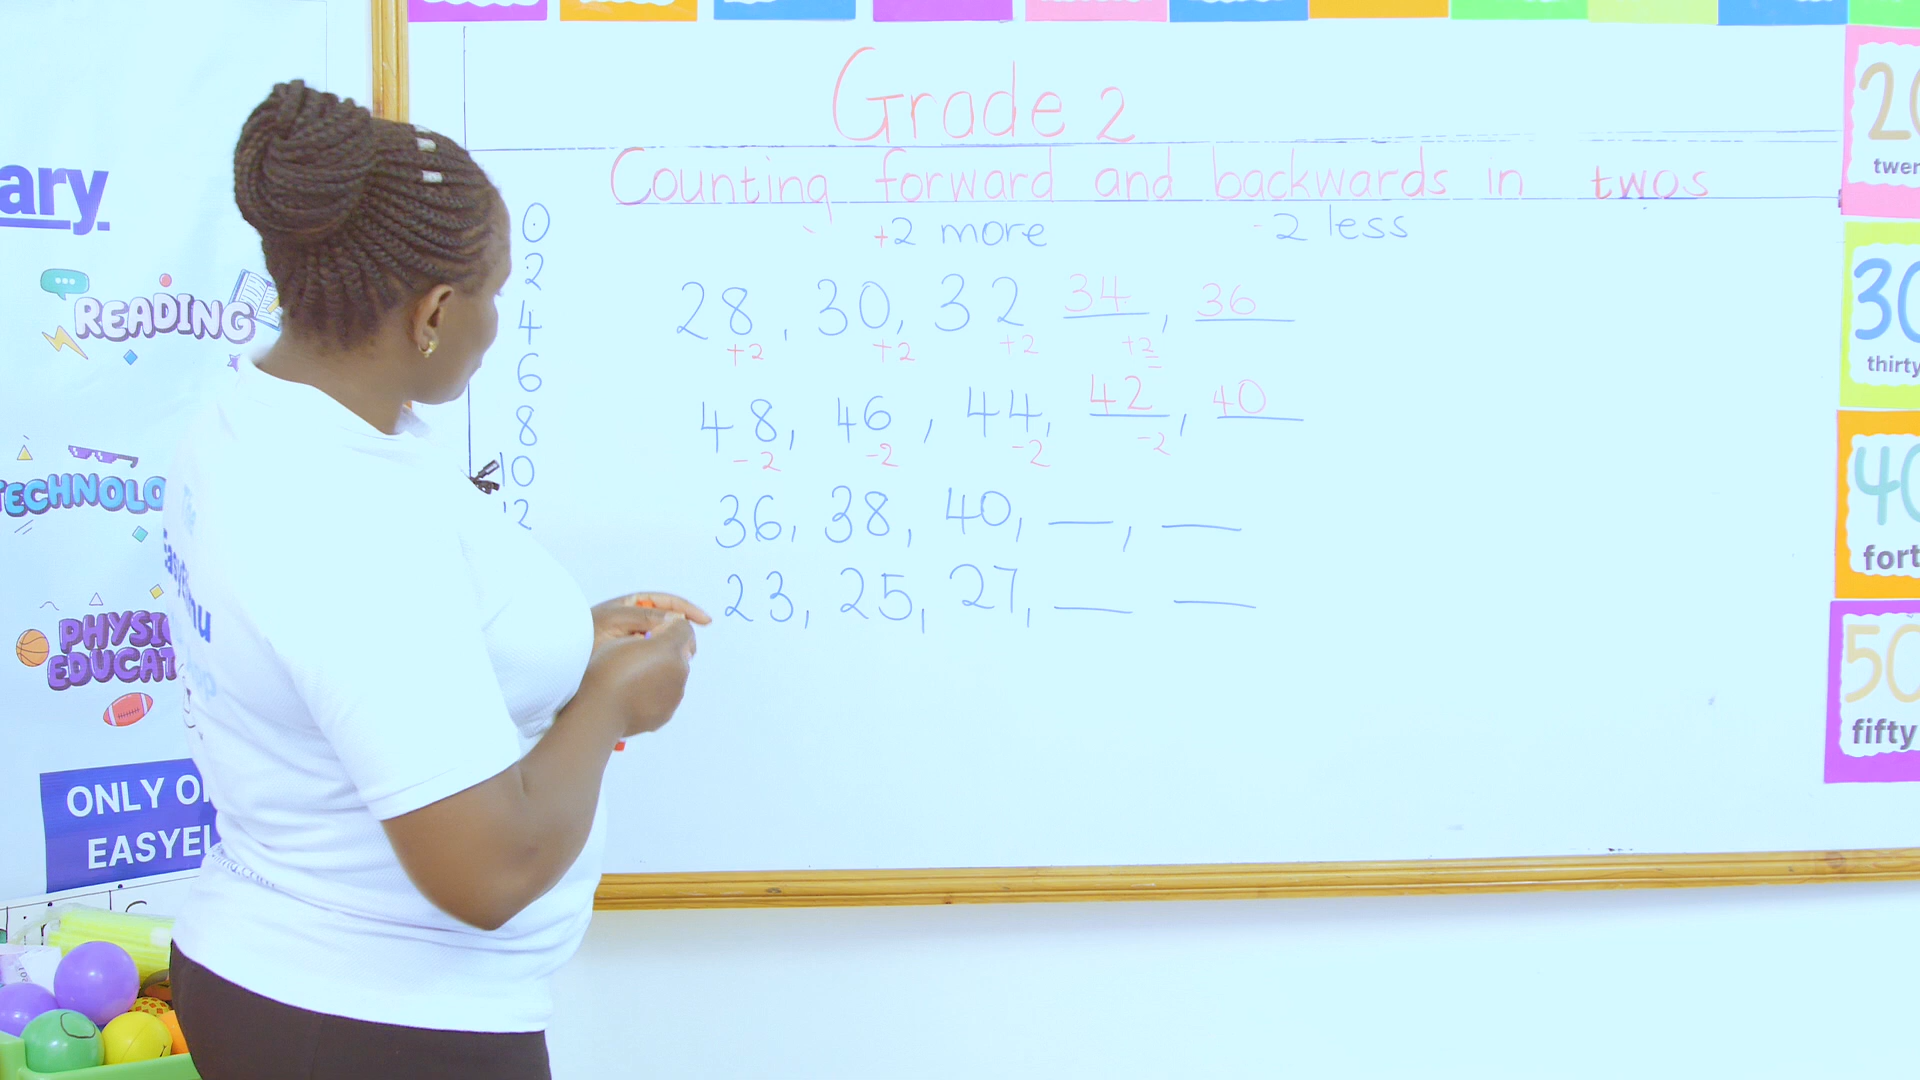 Grade 2
Counting forward and backwards in twos
+2 more -2 less
0
2
4
6
8
10
12
28, 30, 32 34, 36
+2 +2 +2 +2
48, 46, 44, 42, 40
-2 -2 -2 -2
36, 38, 40, __, __
23, 25, 27, __ __
ary.
READING
PHYSI
EDUCAT
ONLY O
EASYE
twen
30
thirty
40
fort
50
fifty